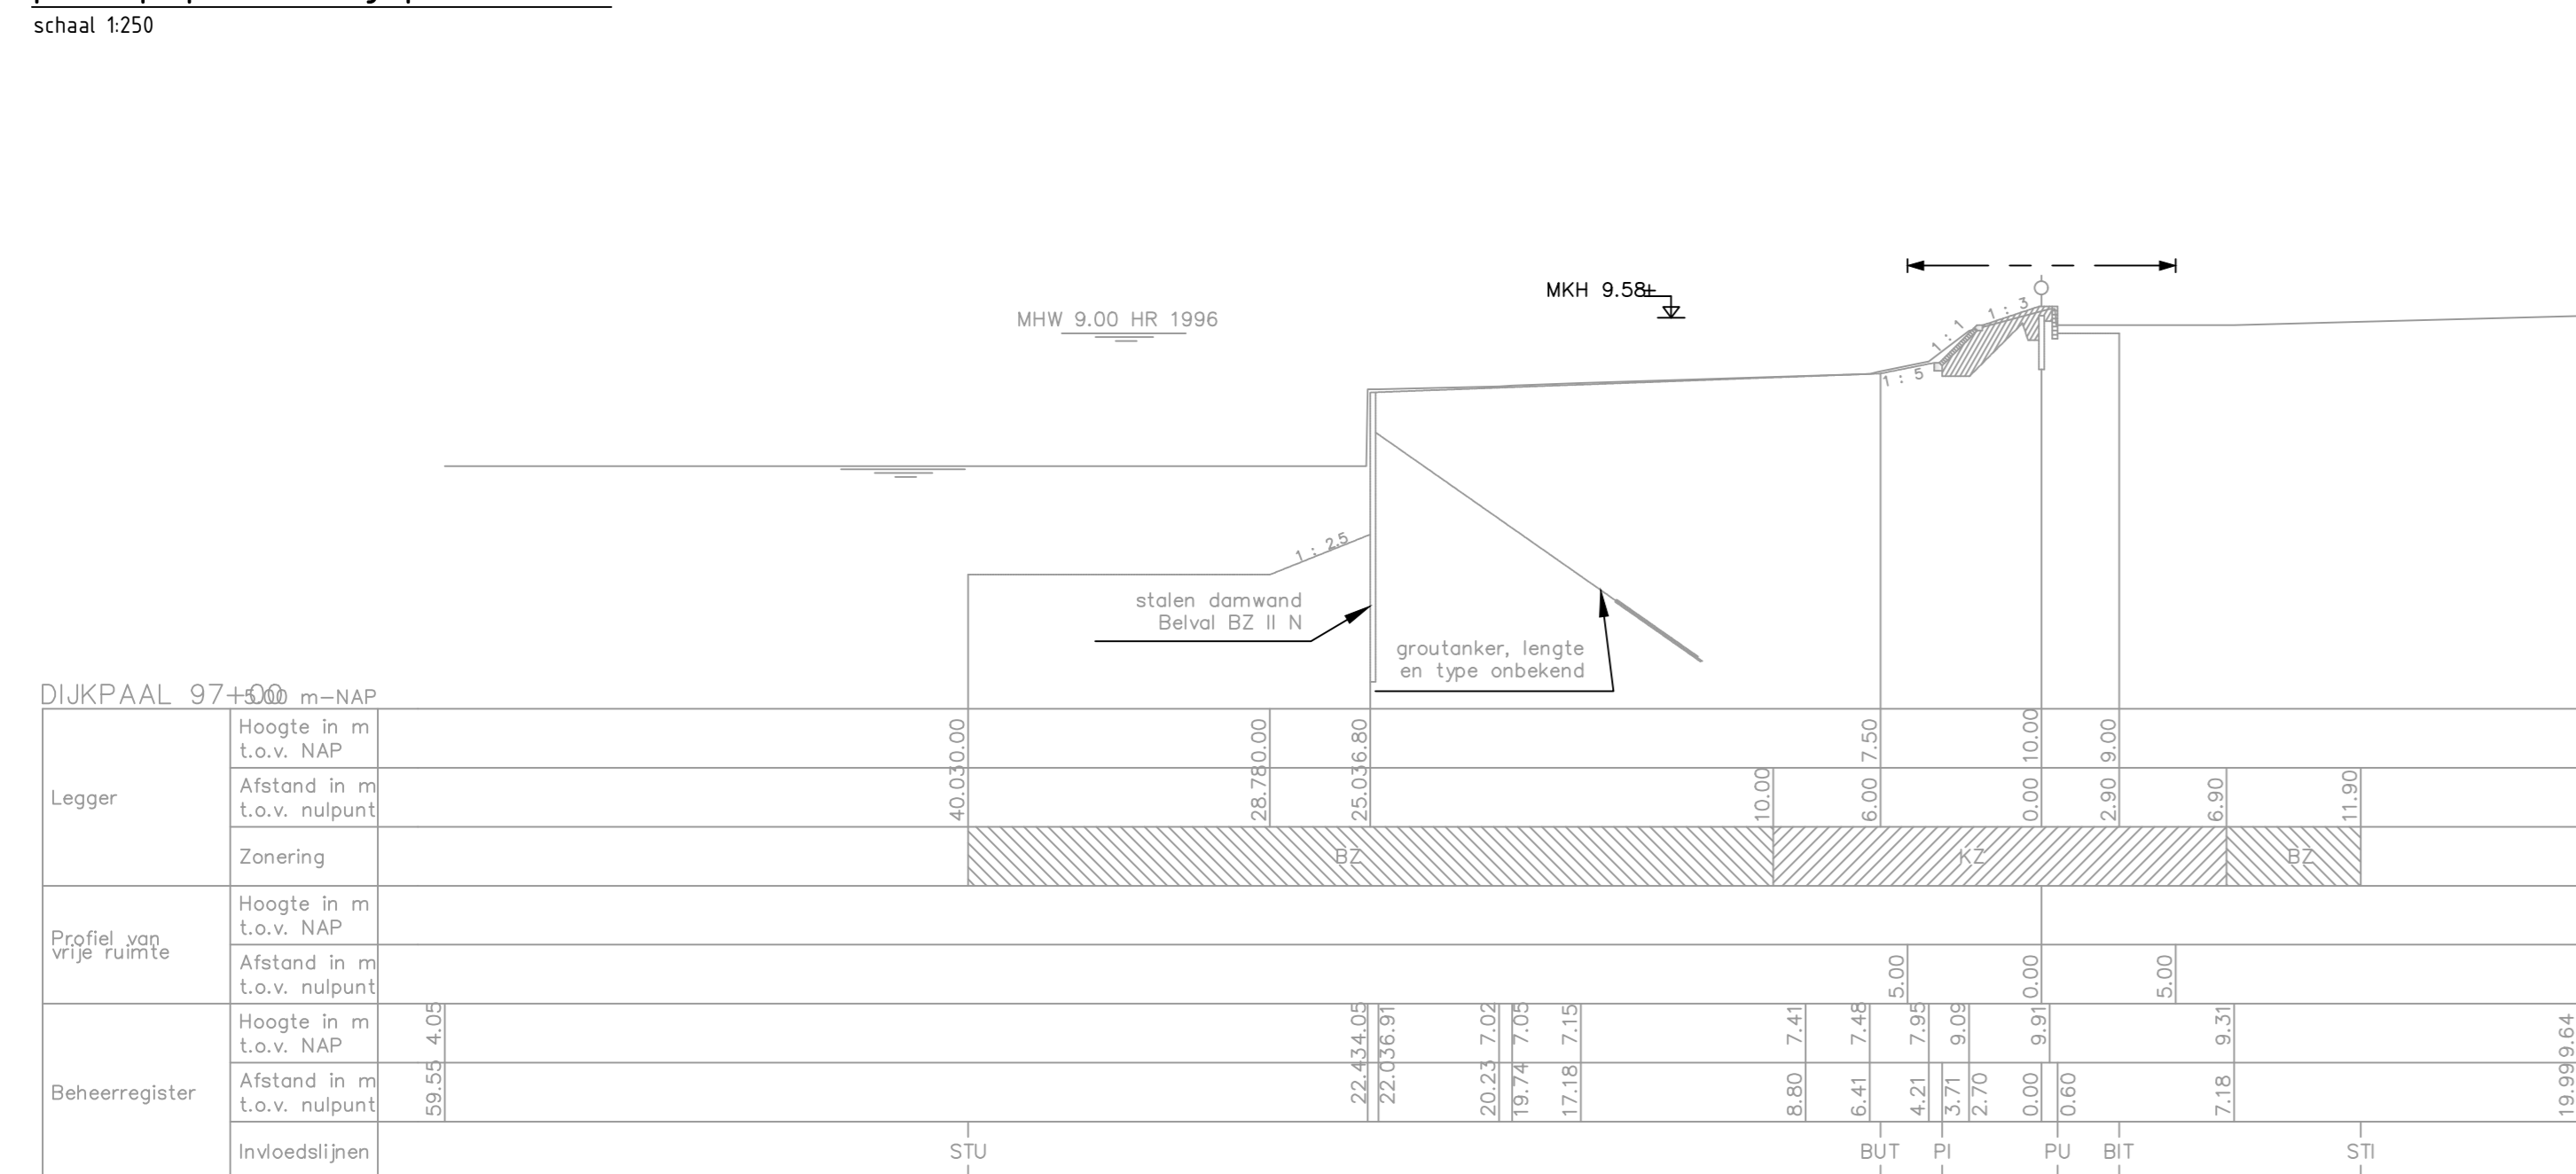 schaal 1:250
MKH 9.58+
MHW 9.00 HR 1996
1 : 3
1 : 1
1 : 5
1 : 2.5
stalen damwand
Belval BZ II N
groutanker, lengte
en type onbekend
DIJKPAAL 97+00
5.00 m-NAP
Legger
Hoogte in m
t.o.v. NAP
0.00 0.00 6.80 7.50 10.00 9.00
Afstand in m
t.o.v. nulpunt
40.03 28.78 25.03 10.00 6.00 0.00 2.90 6.90 11.90
Zonering
BZ KZ BZ
Profiel van
vrije ruimte
Hoogte in m
t.o.v. NAP
Afstand in m
t.o.v. nulpunt
5.00 0.00 5.00
Beheerregister
Hoogte in m
t.o.v. NAP
4.05 4.05 6.91 7.02 7.05 7.15 7.41 7.48 7.95 9.09 9.91 9.31 9.64
Afstand in m
t.o.v. nulpunt
59.55 22.43 22.03 20.23 19.74 17.18 8.80 6.41 4.21 3.71 2.70 0.00 0.60 7.18 19.99
Invloedslijnen
STU BUT PI PU BIT STI